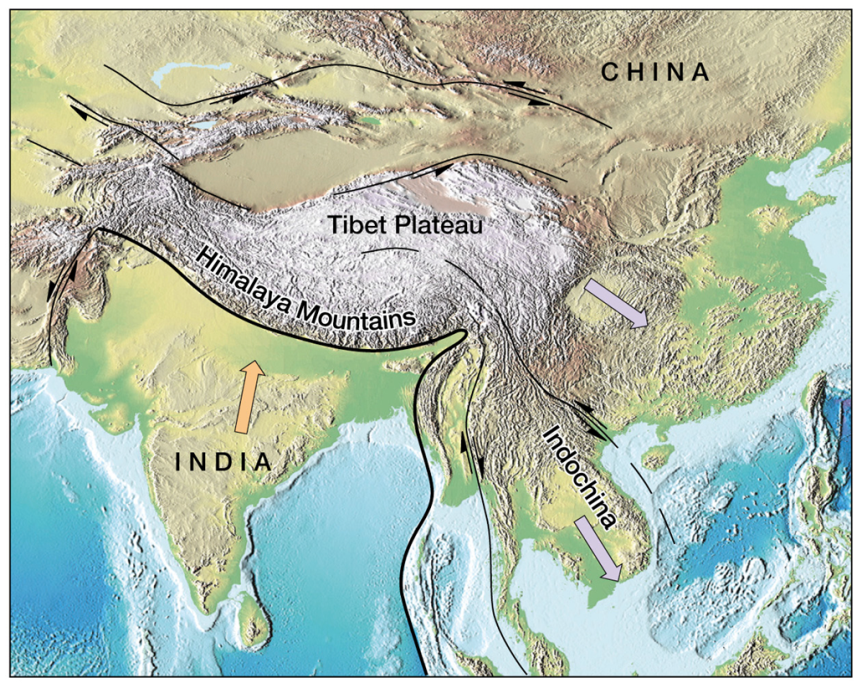 CHINA
Tibet Plateau
Himalaya Mountains
INDIA
Indochina